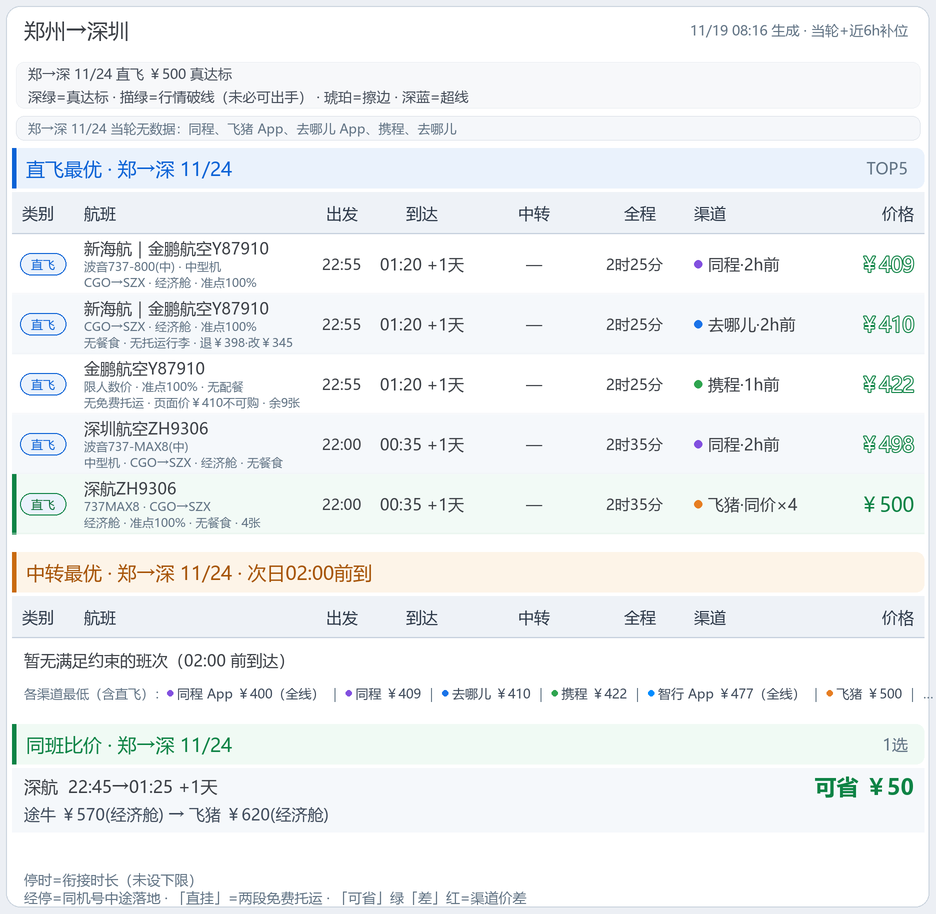 郑州→深圳
11/19 08:16 生成 · 当轮+近6h补位
郑→深 11/24 直飞 ￥500 真达标
深绿=真达标 · 描绿=行情破线（未必可出手） · 琥珀=擦边 · 深蓝=超线
郑→深 11/24 当轮无数据：同程、飞猪 App、去哪儿 App、携程、去哪儿
直飞最优 · 郑→深 11/24 TOP5
类别 航班 出发 到达 中转 全程 渠道 价格
新海航｜金鹏航空Y87910
直飞 波音737-800(中) · 中型机 22:55 01:20 +1天 — 2时25分 同程·2h前 ￥409
CGO→SZX · 经济舱 · 准点100%
新海航｜金鹏航空Y87910
直飞 CGO→SZX · 经济舱 · 准点100% 22:55 01:20 +1天 — 2时25分 去哪儿·2h前 ￥410
无餐食 · 无托运行李 · 退￥398·改￥345
金鹏航空Y87910
直飞 限人数价 · 准点100% · 无配餐 22:55 01:20 +1天 — 2时25分 携程·1h前 ￥422
无免费托运 · 页面价￥410不可购 · 余9张
深圳航空ZH9306
直飞 波音737-MAX8(中) 22:00 00:35 +1天 — 2时35分 同程·2h前 ￥498
中型机 · CGO→SZX · 经济舱 · 无餐食
深航ZH9306
直飞 737MAX8 · CGO→SZX 22:00 00:35 +1天 — 2时35分 飞猪·同价×4 ￥500
经济舱 · 准点100% · 无餐食 · 4张
中转最优 · 郑→深 11/24 · 次日02:00前到
类别 航班 出发 到达 中转 全程 渠道 价格
暂无满足约束的班次（02:00 前到达）
各渠道最低（含直飞）: 同程 App ￥400（全线） | 同程 ￥409 | 去哪儿 ￥410 | 携程 ￥422 | 智行 App ￥477（全线） | 飞猪 ￥500 | …
同班比价 · 郑→深 11/24 1选
深航 22:45→01:25 +1天 可省 ￥50
途牛 ￥570(经济舱) → 飞猪 ￥620(经济舱)
停时=衔接时长（未设下限）
经停=同机号中途落地 · 「直挂」=两段免费托运 · 「可省」绿「差」红=渠道价差